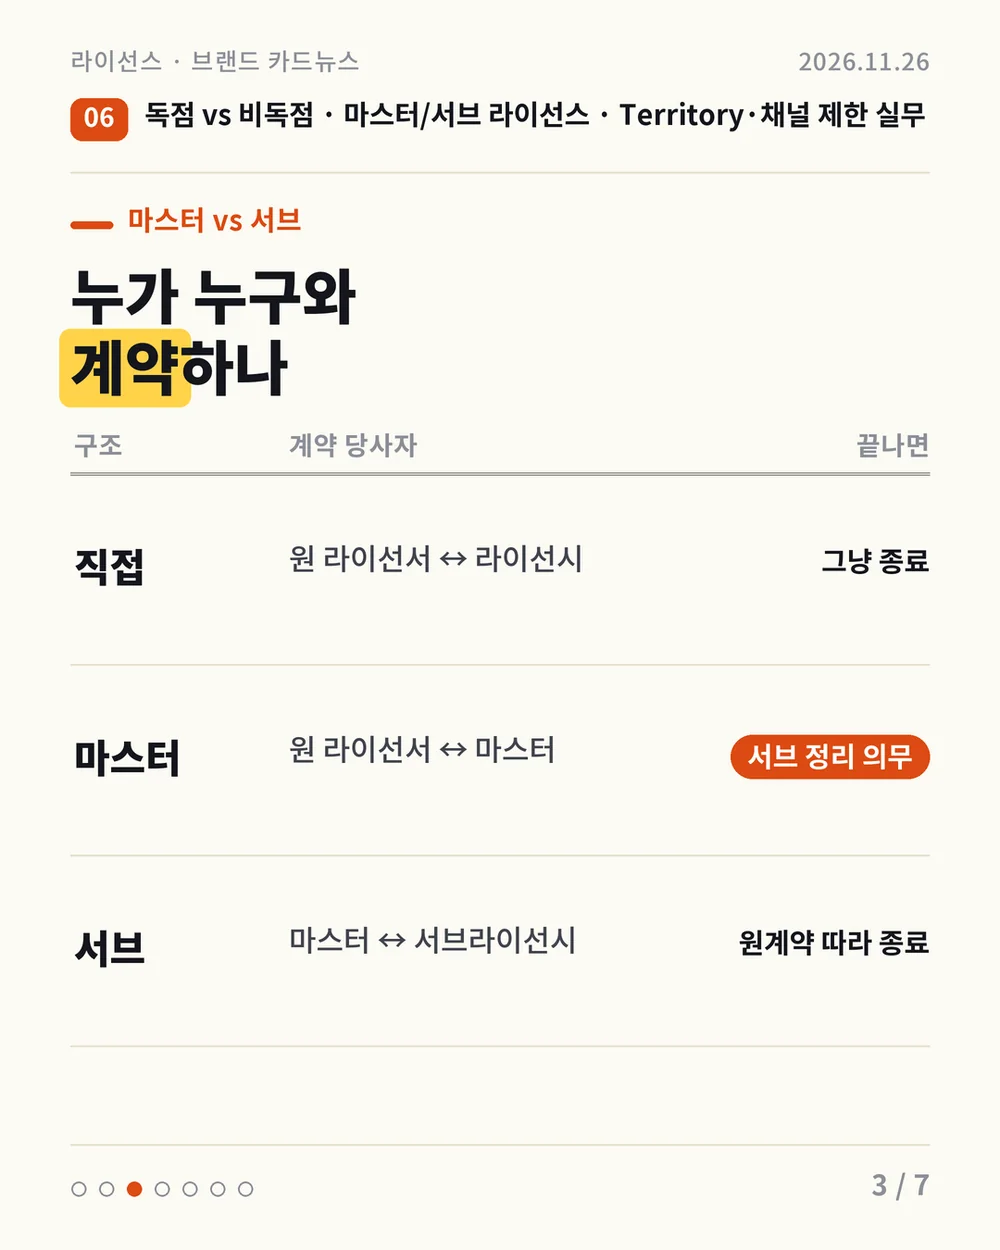 라이선스 · 브랜드 카드뉴스 2026.11.26
06 독점 vs 비독점 · 마스터/서브 라이선스 · Territory·채널 제한 실무
마스터 vs 서브
누가 누구와
계약하나
구조 계약 당사자 끝나면
직접 원 라이선서 ↔ 라이선시 그냥 종료
마스터 원 라이선서 ↔ 마스터 서브 정리 의무
서브 마스터 ↔ 서브라이선시 원계약 따라 종료
3 / 7